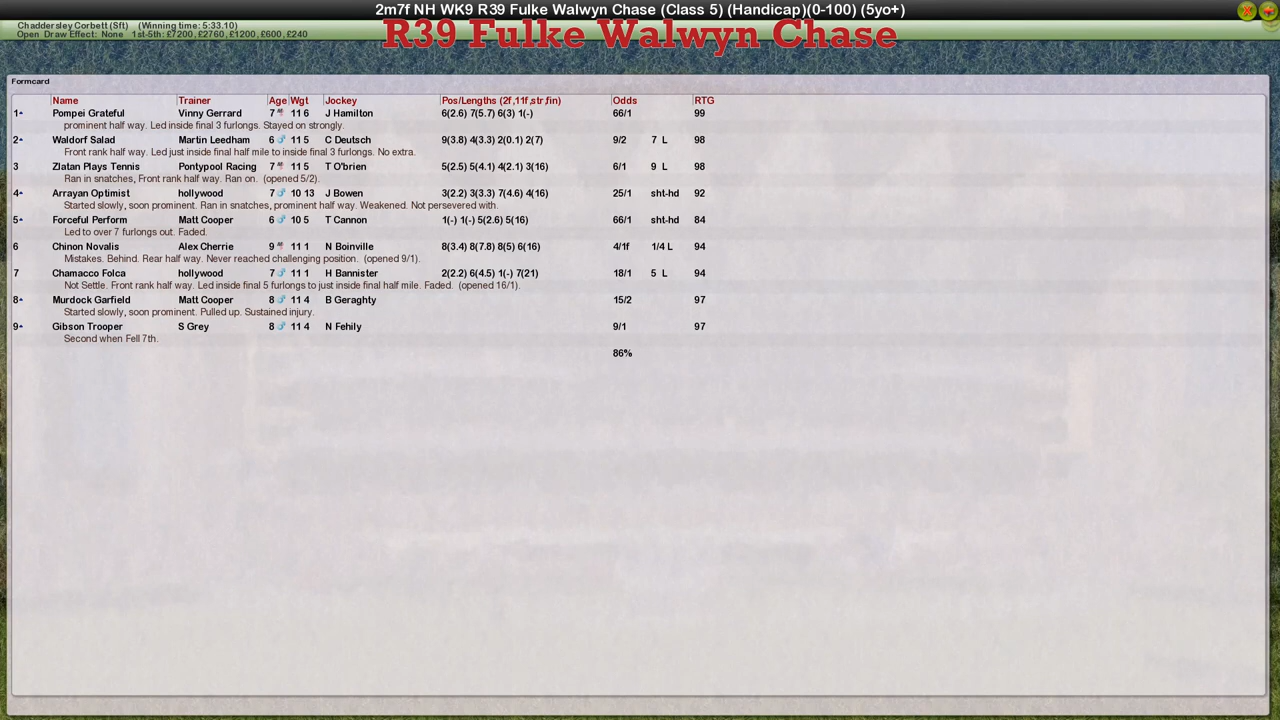 2m7f NH WK9 R39 Fulke Walwyn Chase (Class 5) (Handicap)(0-100) (5yo+)
Chaddersley Corbett (Sft) (Winning time: 5:33.10)
Open Draw Effect: None 1st-5th: £7200, £2760, £1200, £600, £240
R39 Fulke Walwyn Chase
Formcard
Name Trainer Age Wgt Jockey Pos/Lengths (2f,11f,str,fin) Odds RTG
1 Pompei Grateful Vinny Gerrard 7 11 6 J Hamilton 6(2.6) 7(5.7) 6(3) 1(-) 66/1 99
prominent half way. Led inside final 3 furlongs. Stayed on strongly.
2 Waldorf Salad Martin Leedham 6 11 5 C Deutsch 9(3.8) 4(3.3) 2(0.1) 2(7) 9/2 7 L 98
Front rank half way. Led just inside final half mile to inside final 3 furlongs. No extra.
3 Zlatan Plays Tennis Pontypool Racing 7 11 5 T O'brien 5(2.5) 5(4.1) 4(2.1) 3(16) 6/1 9 L 98
Ran in snatches, Front rank half way. Ran on. (opened 5/2).
4 Arrayan Optimist hollywood 7 10 13 J Bowen 3(2.2) 3(3.3) 7(4.6) 4(16) 25/1 sht-hd 92
Started slowly, soon prominent. Ran in snatches, prominent half way. Weakened. Not persevered with.
5 Forceful Perform Matt Cooper 6 10 5 T Cannon 1(-) 1(-) 5(2.6) 5(16) 66/1 sht-hd 84
Led to over 7 furlongs out. Faded.
6 Chinon Novalis Alex Cherrie 9 11 1 N Boinville 8(3.4) 8(7.8) 8(5) 6(16) 4/1f 1/4 L 94
Mistakes. Behind. Rear half way. Never reached challenging position. (opened 9/1).
7 Chamacco Folca hollywood 7 11 1 H Bannister 2(2.2) 6(4.5) 1(-) 7(21) 18/1 5 L 94
Not Settle. Front rank half way. Led inside final 5 furlongs to just inside final half mile. Faded. (opened 16/1).
8 Murdock Garfield Matt Cooper 8 11 4 B Geraghty 15/2 97
Started slowly, soon prominent. Pulled up. Sustained injury.
9 Gibson Trooper S Grey 8 11 4 N Fehily 9/1 97
Second when Fell 7th.
86%